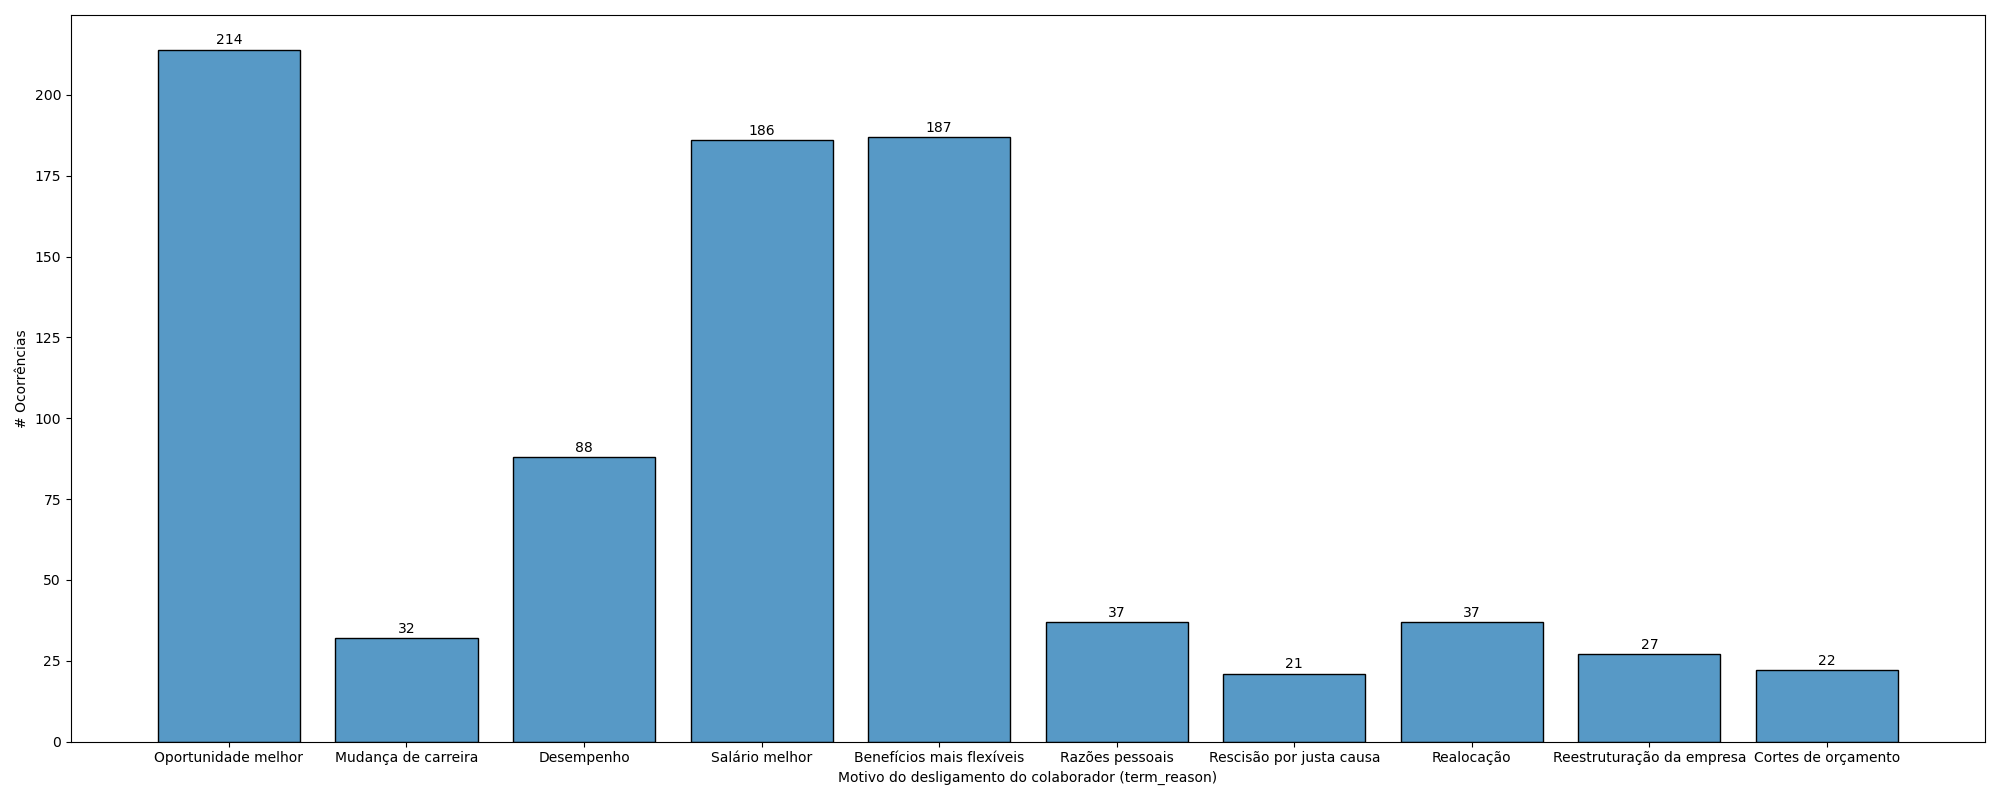 214
187
186
88
37
37
32
27
22
21
200
175
150
125
100
75
50
25
0
# Ocorrências
Oportunidade melhor
Mudança de carreira
Desempenho
Salário melhor
Benefícios mais flexíveis
Razões pessoais
Rescisão por justa causa
Realocação
Reestruturação da empresa
Cortes de orçamento
Motivo do desligamento do colaborador (term_reason)